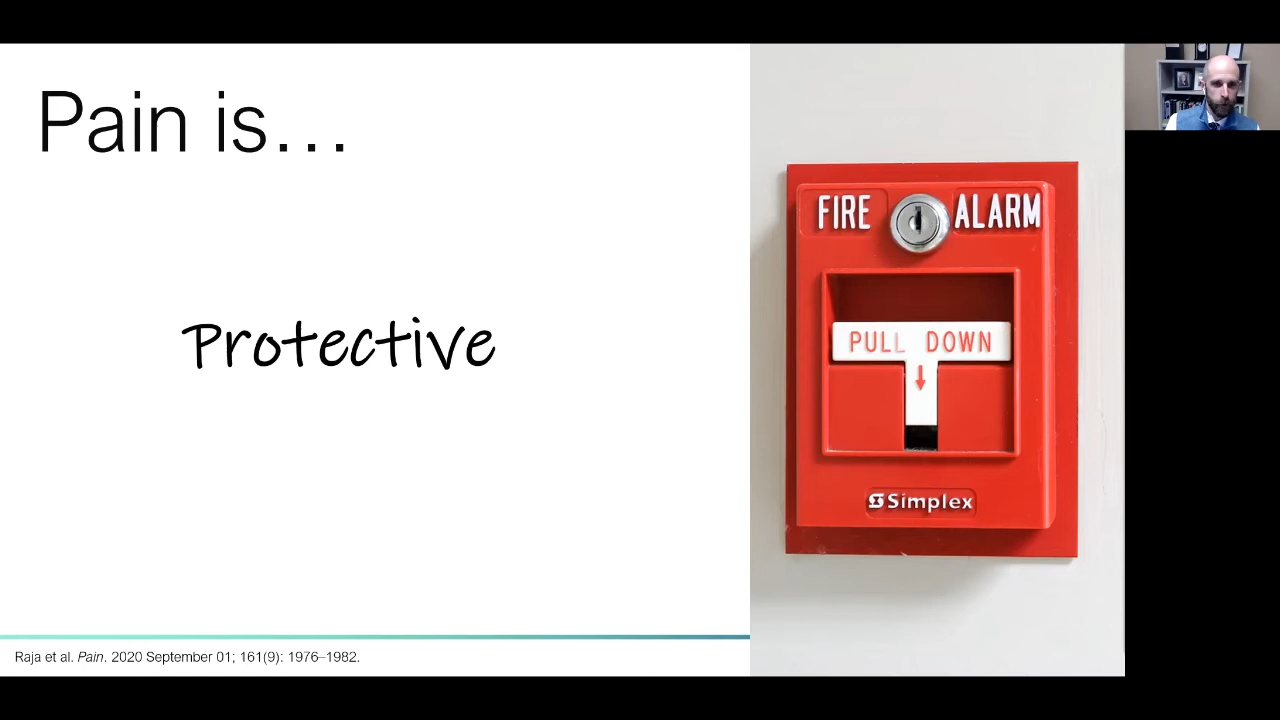 Pain is…
Protective
FIRE ALARM
PULL DOWN
Simplex
Raja et al. Pain. 2020 September 01; 161(9): 1976–1982.